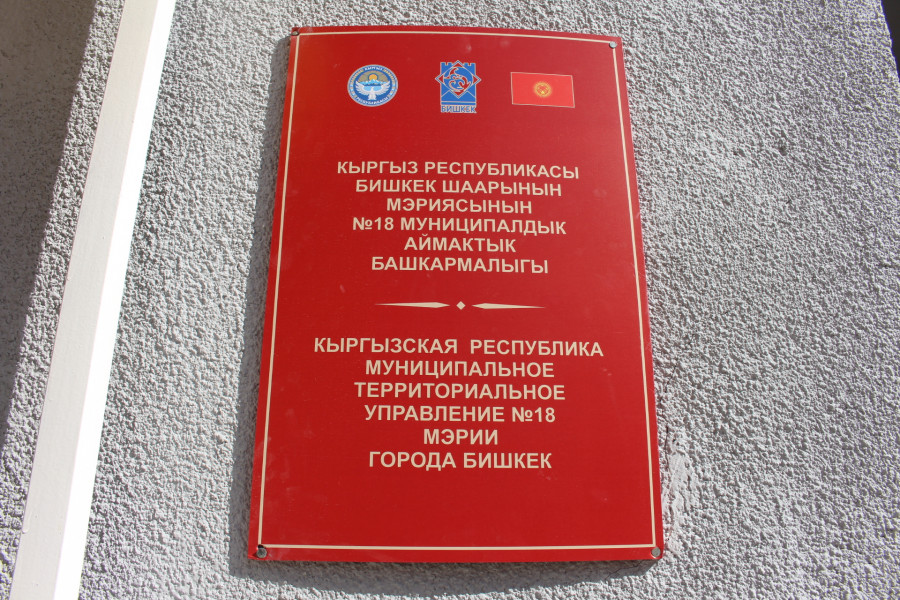 БИШКЕК
КЫРГЫЗ РЕСПУБЛИКАСЫ
БИШКЕК ШААРЫНЫН
МЭРИЯСЫНЫН
№18 МУНИЦИПАЛДЫК
АЙМАКТЫК
БАШКАРМАЛЫГЫ
КЫРГЫЗСКАЯ РЕСПУБЛИКА
МУНИЦИПАЛЬНОЕ
ТЕРРИТОРИАЛЬНОЕ
УПРАВЛЕНИЕ №18
МЭРИИ
ГОРОДА БИШКЕК